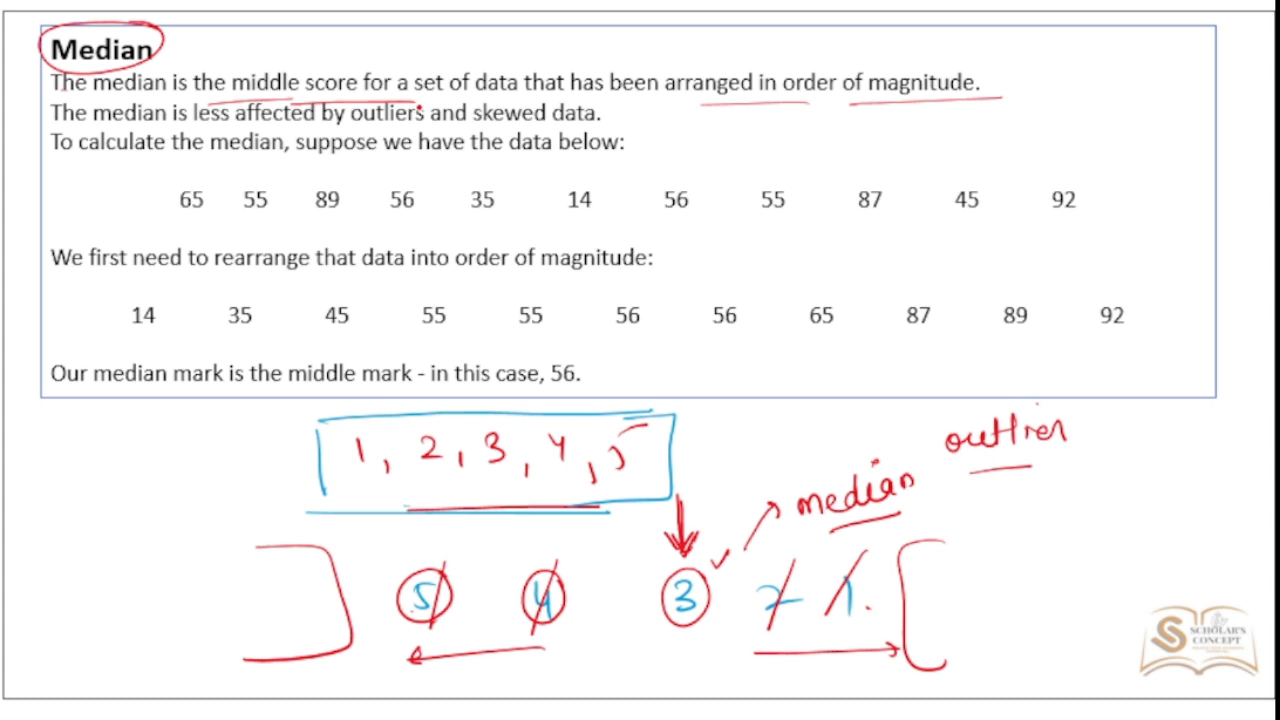 Median
The median is the middle score for a set of data that has been arranged in order of magnitude.
The median is less affected by outliers and skewed data.
To calculate the median, suppose we have the data below:
65 55 89 56 35 14 56 55 87 45 92
We first need to rearrange that data into order of magnitude:
14 35 45 55 55 56 56 65 87 89 92
Our median mark is the middle mark - in this case, 56.
1, 2, 3, 4, 5
outlier
median
5 4 3 2 1.
SCHOLAR'S
CONCEPT